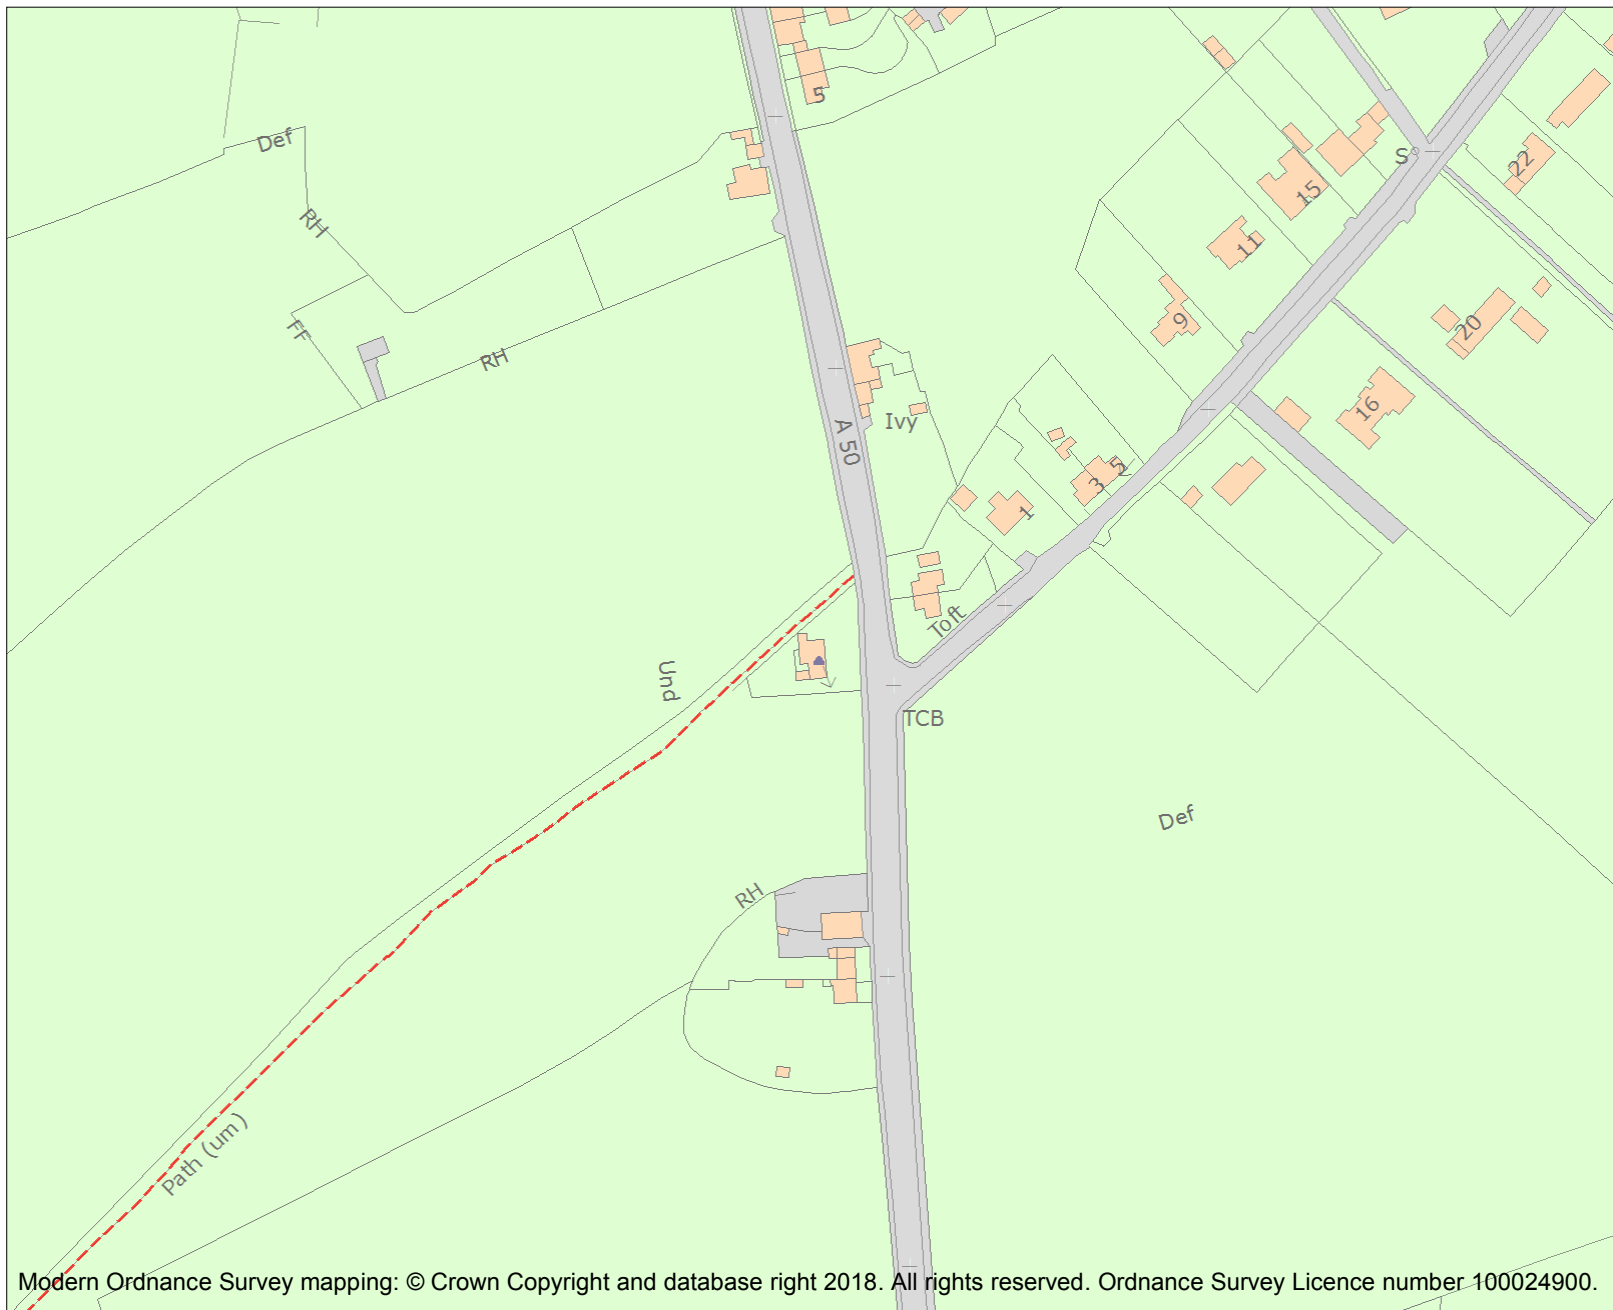 5
Def
S
22
15
RH
11
9
20
FF
RH
16
Ivy
A 50
5
3
1
Toft
Und
TCB
Def
RH
Path (um)
Modern Ordnance Survey mapping: © Crown Copyright and database right 2018. All rights reserved. Ordnance Survey Licence number 100024900.